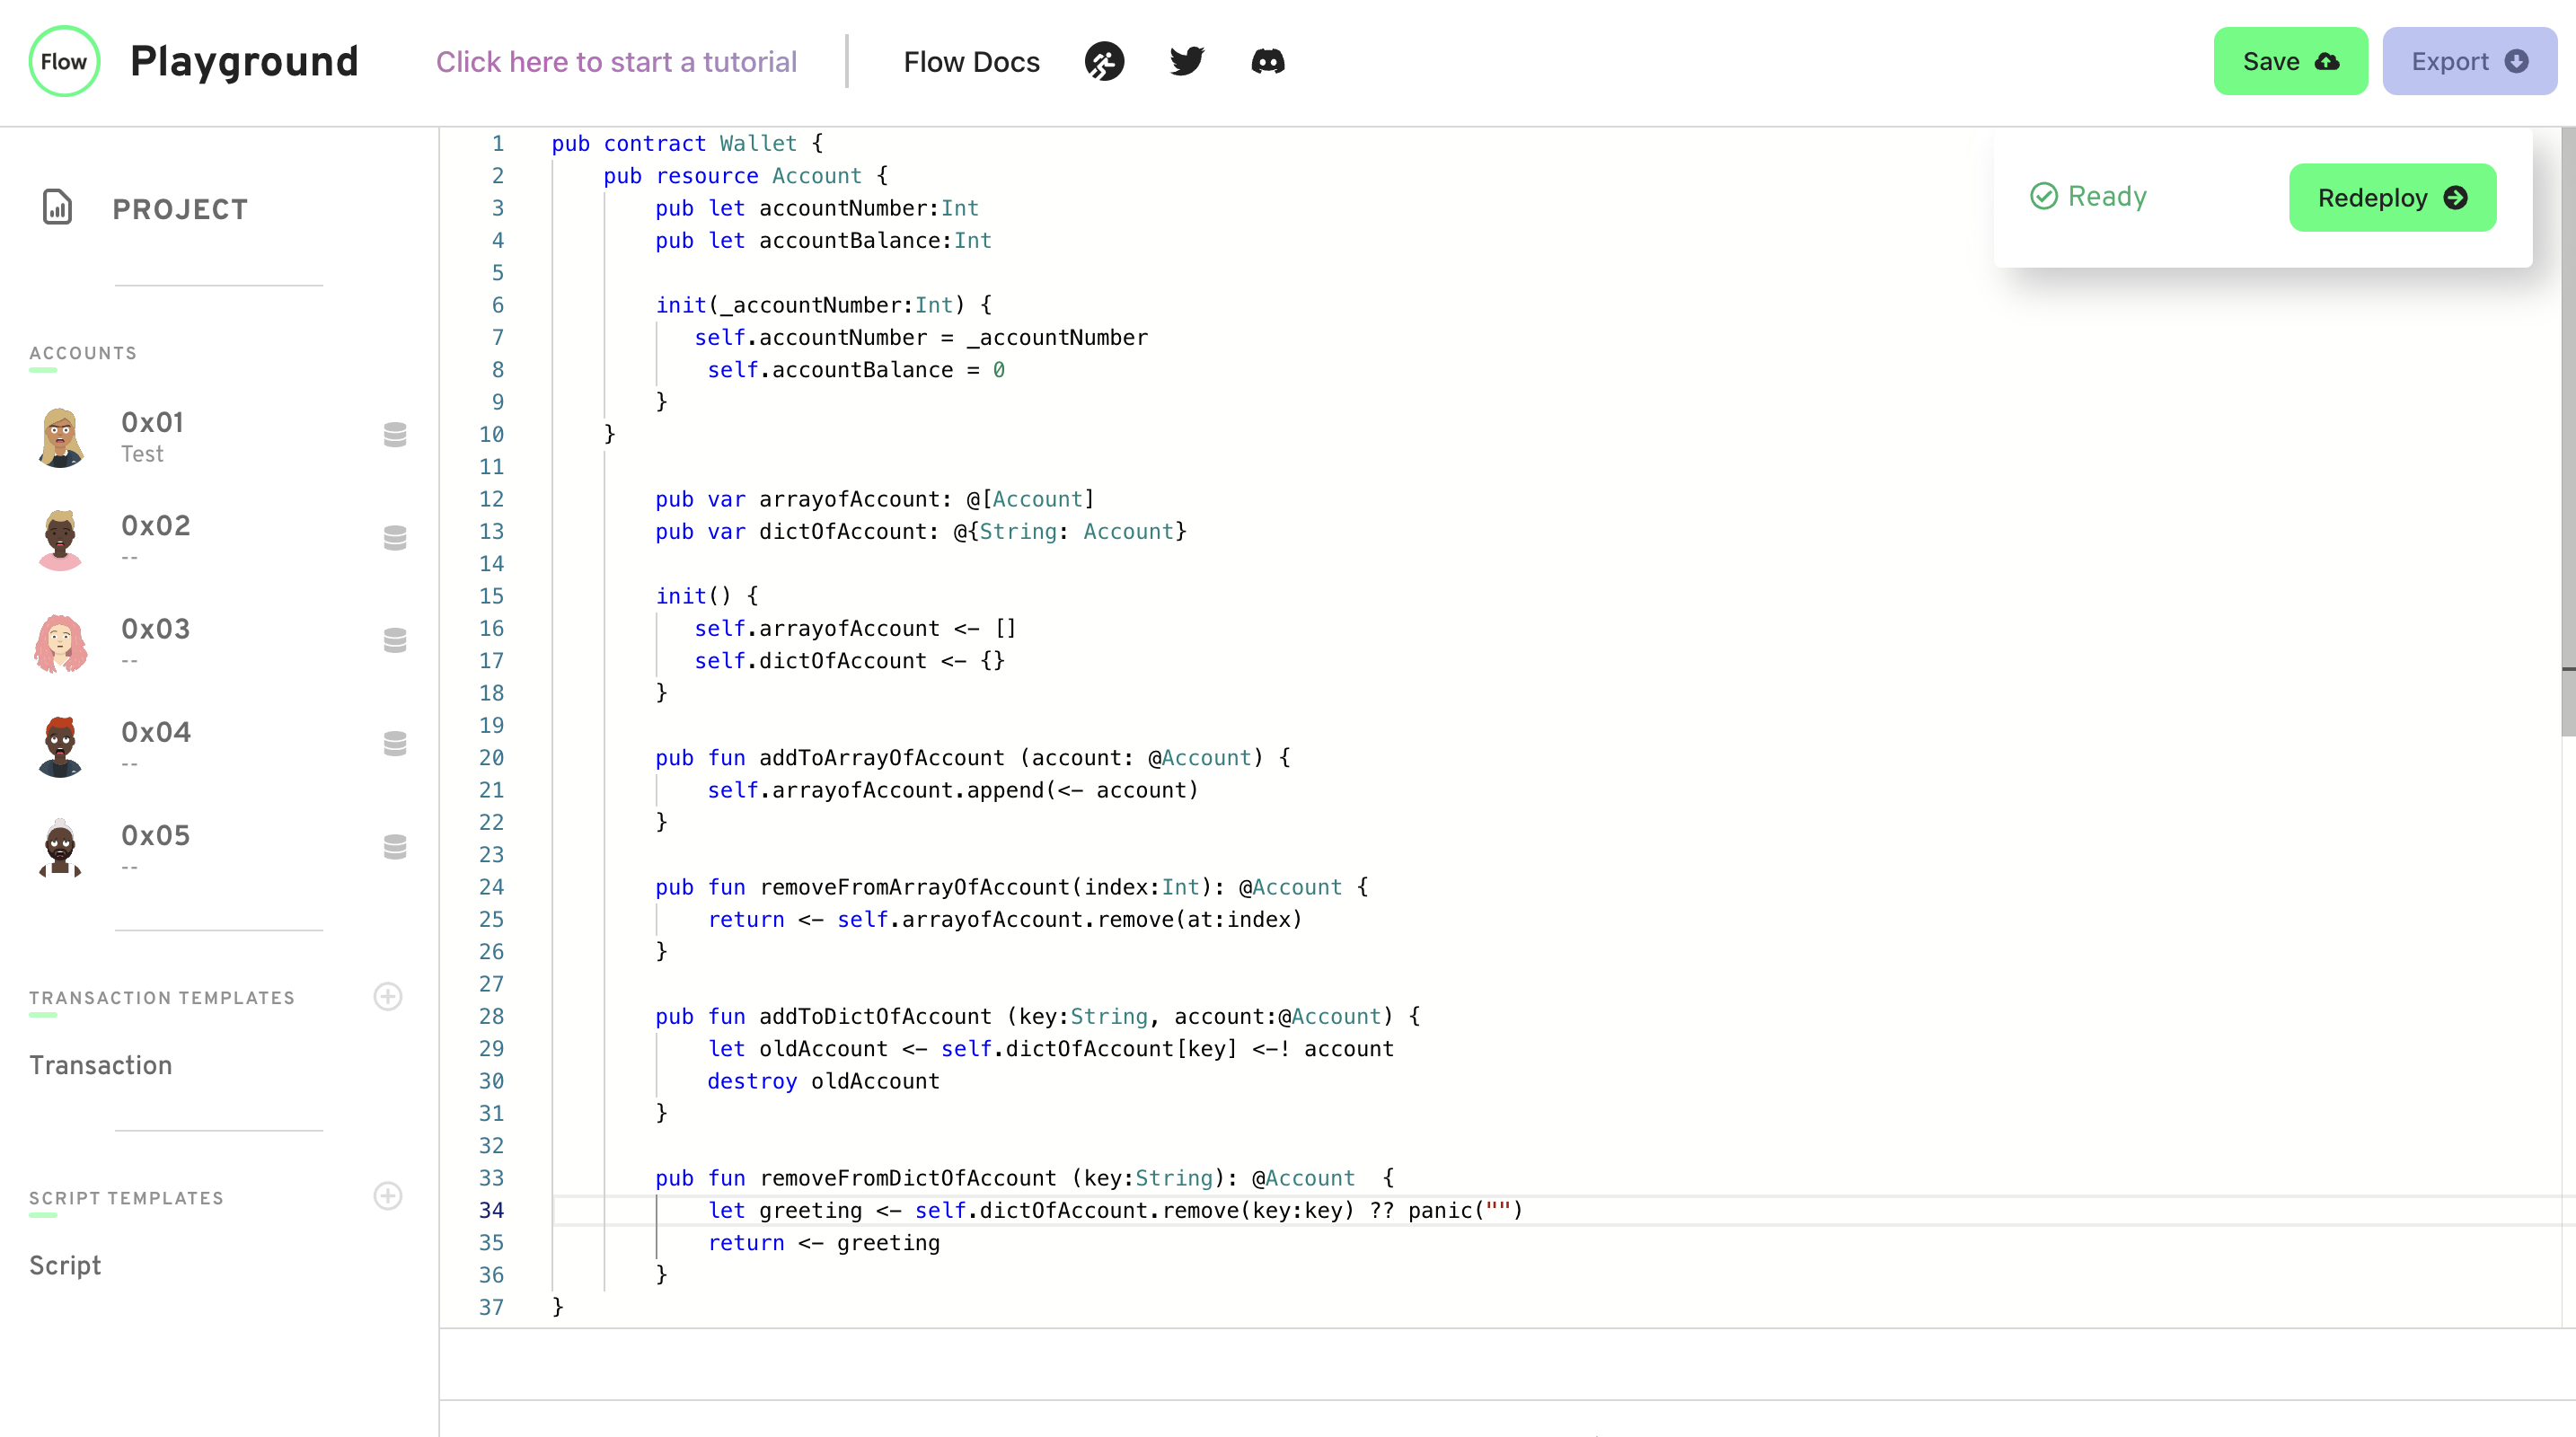 Flow Playground Click here to start a tutorial Flow Docs Save Export
PROJECT
ACCOUNTS
0x01
Test
0x02
--
0x03
--
0x04
--
0x05
--
TRANSACTION TEMPLATES
Transaction
SCRIPT TEMPLATES
Script
Ready Redeploy
1 pub contract Wallet {
2 pub resource Account {
3 pub let accountNumber:Int
4 pub let accountBalance:Int
5
6 init(_accountNumber:Int) {
7 self.accountNumber = _accountNumber
8 self.accountBalance = 0
9 }
10 }
11
12 pub var arrayofAccount: @[Account]
13 pub var dictOfAccount: @{String: Account}
14
15 init() {
16 self.arrayofAccount <- []
17 self.dictOfAccount <- {}
18 }
19
20 pub fun addToArrayOfAccount (account: @Account) {
21 self.arrayofAccount.append(<- account)
22 }
23
24 pub fun removeFromArrayOfAccount(index:Int): @Account {
25 return <- self.arrayofAccount.remove(at:index)
26 }
27
28 pub fun addToDictOfAccount (key:String, account:@Account) {
29 let oldAccount <- self.dictOfAccount[key] <-! account
30 destroy oldAccount
31 }
32
33 pub fun removeFromDictOfAccount (key:String): @Account {
34 let greeting <- self.dictOfAccount.remove(key:key) ?? panic("")
35 return <- greeting
36 }
37 }